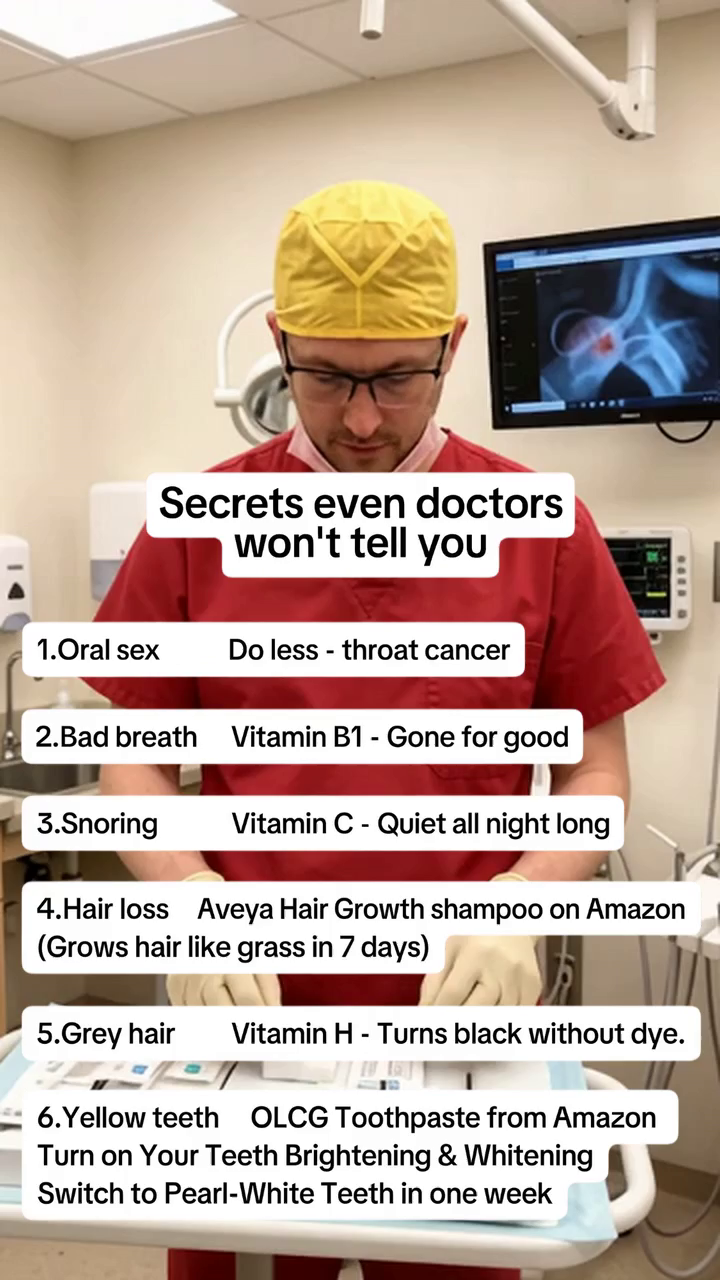 Secrets even doctors
won't tell you
1.Oral sex Do less - throat cancer
2.Bad breath Vitamin B1 - Gone for good
3.Snoring Vitamin C - Quiet all night long
4.Hair loss Aveya Hair Growth shampoo on Amazon
(Grows hair like grass in 7 days)
5.Grey hair Vitamin H - Turns black without dye.
6.Yellow teeth OLCG Toothpaste from Amazon
Turn on Your Teeth Brightening & Whitening
Switch to Pearl-White Teeth in one week